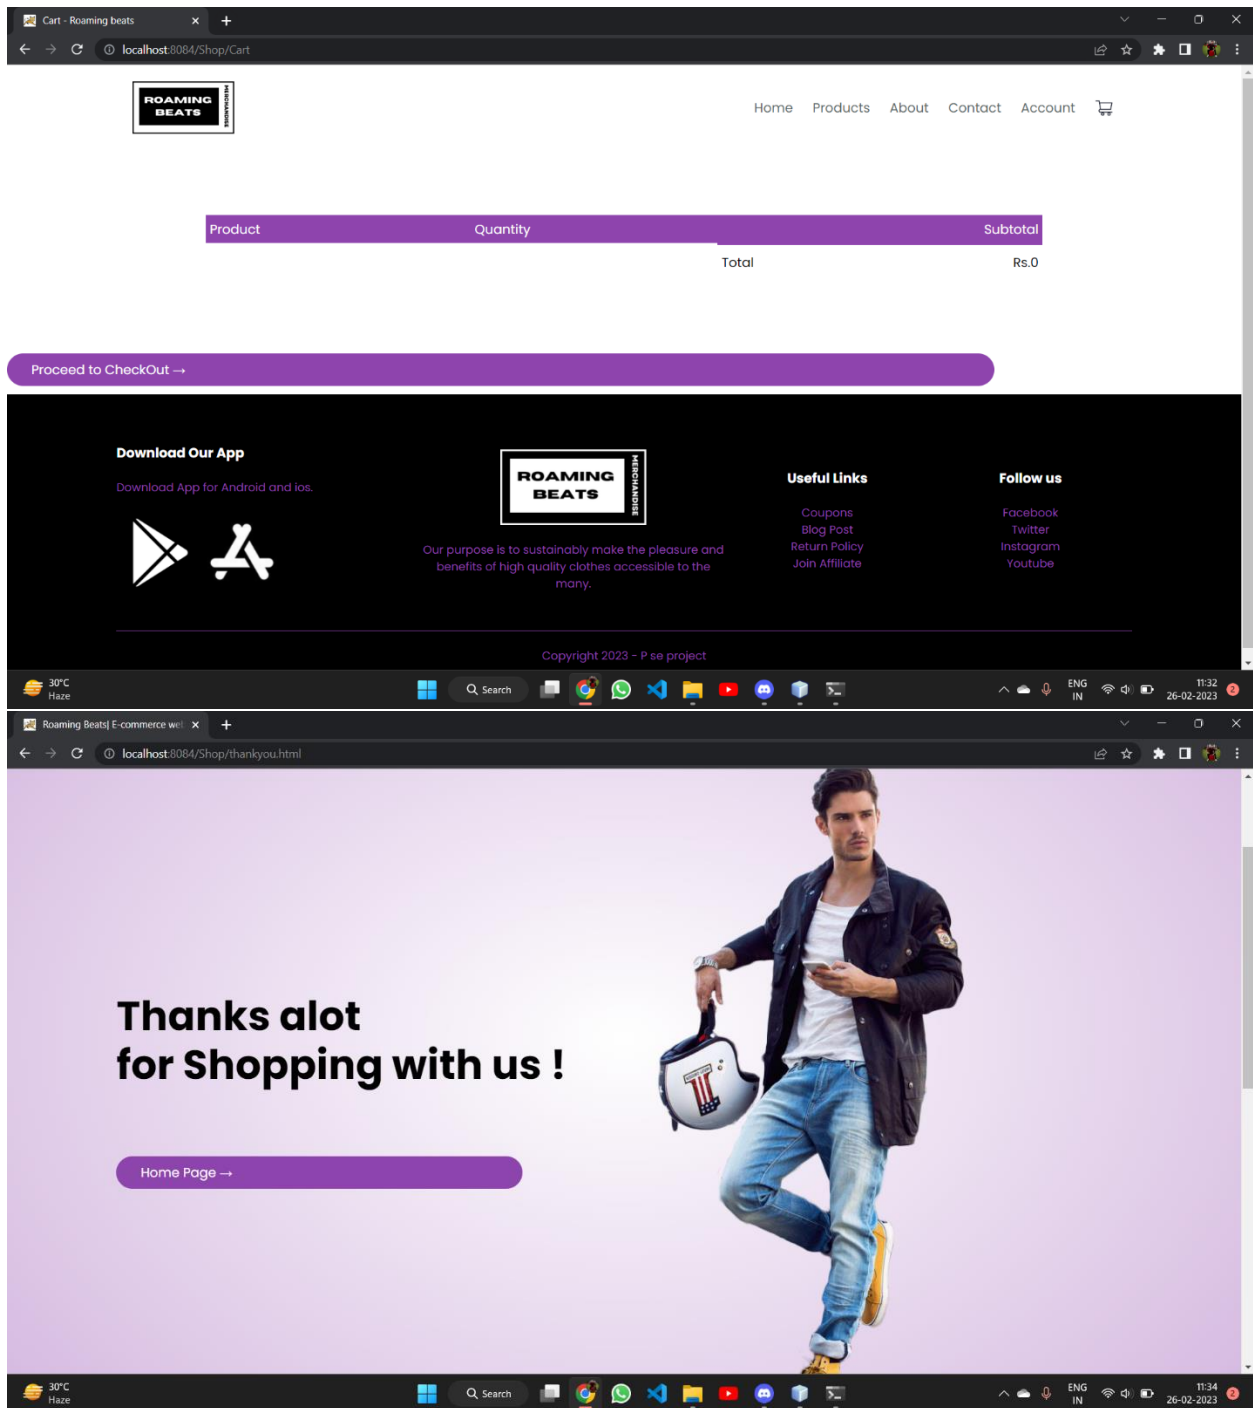 Cart - Roaming beats
localhost:8084/Shop/Cart
ROAMING
BEATS
MERCHANDISE
Home Products About Contact Account
Product Quantity Subtotal
Total Rs.0
Proceed to CheckOut →
Download Our App
Download App for Android and ios.
ROAMING
BEATS
MERCHANDISE
Our purpose is to sustainably make the pleasure and
benefits of high quality clothes accessible to the
many.
Useful Links
Coupons
Blog Post
Return Policy
Join Affiliate
Follow us
Facebook
Twitter
Instagram
Youtube
Copyright 2023 - P se project
30°C
Haze
Search
ENG
IN
11:32
26-02-2023
2
Roaming Beats| E-commerce we
localhost:8084/Shop/thankyou.html
Thanks alot
for Shopping with us !
Home Page →
30°C
Haze
Search
ENG
IN
11:34
26-02-2023
2